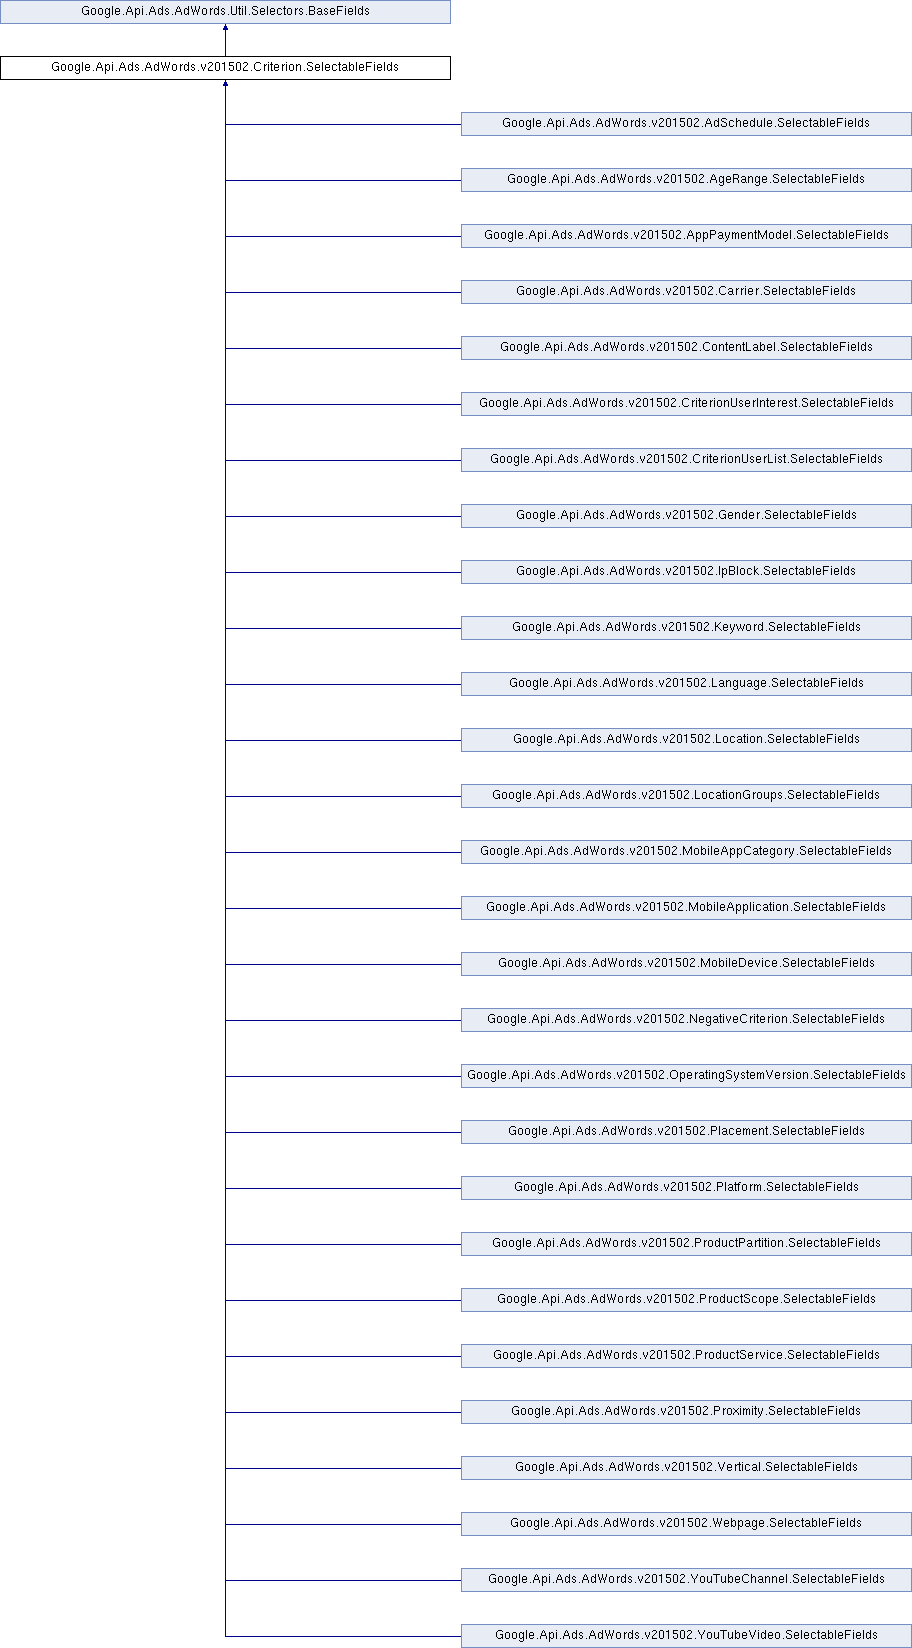 Google.Api.Ads.AdWords.Util.Selectors.BaseFields
Google.Api.Ads.AdWords.v201502.Criterion.SelectableFields
Google.Api.Ads.AdWords.v201502.AdSchedule.SelectableFields
Google.Api.Ads.AdWords.v201502.AgeRange.SelectableFields
Google.Api.Ads.AdWords.v201502.AppPaymentModel.SelectableFields
Google.Api.Ads.AdWords.v201502.Carrier.SelectableFields
Google.Api.Ads.AdWords.v201502.ContentLabel.SelectableFields
Google.Api.Ads.AdWords.v201502.CriterionUserInterest.SelectableFields
Google.Api.Ads.AdWords.v201502.CriterionUserList.SelectableFields
Google.Api.Ads.AdWords.v201502.Gender.SelectableFields
Google.Api.Ads.AdWords.v201502.IpBlock.SelectableFields
Google.Api.Ads.AdWords.v201502.Keyword.SelectableFields
Google.Api.Ads.AdWords.v201502.Language.SelectableFields
Google.Api.Ads.AdWords.v201502.Location.SelectableFields
Google.Api.Ads.AdWords.v201502.LocationGroups.SelectableFields
Google.Api.Ads.AdWords.v201502.MobileAppCategory.SelectableFields
Google.Api.Ads.AdWords.v201502.MobileApplication.SelectableFields
Google.Api.Ads.AdWords.v201502.MobileDevice.SelectableFields
Google.Api.Ads.AdWords.v201502.NegativeCriterion.SelectableFields
Google.Api.Ads.AdWords.v201502.OperatingSystemVersion.SelectableFields
Google.Api.Ads.AdWords.v201502.Placement.SelectableFields
Google.Api.Ads.AdWords.v201502.Platform.SelectableFields
Google.Api.Ads.AdWords.v201502.ProductPartition.SelectableFields
Google.Api.Ads.AdWords.v201502.ProductScope.SelectableFields
Google.Api.Ads.AdWords.v201502.ProductService.SelectableFields
Google.Api.Ads.AdWords.v201502.Proximity.SelectableFields
Google.Api.Ads.AdWords.v201502.Vertical.SelectableFields
Google.Api.Ads.AdWords.v201502.Webpage.SelectableFields
Google.Api.Ads.AdWords.v201502.YouTubeChannel.SelectableFields
Google.Api.Ads.AdWords.v201502.YouTubeVideo.SelectableFields